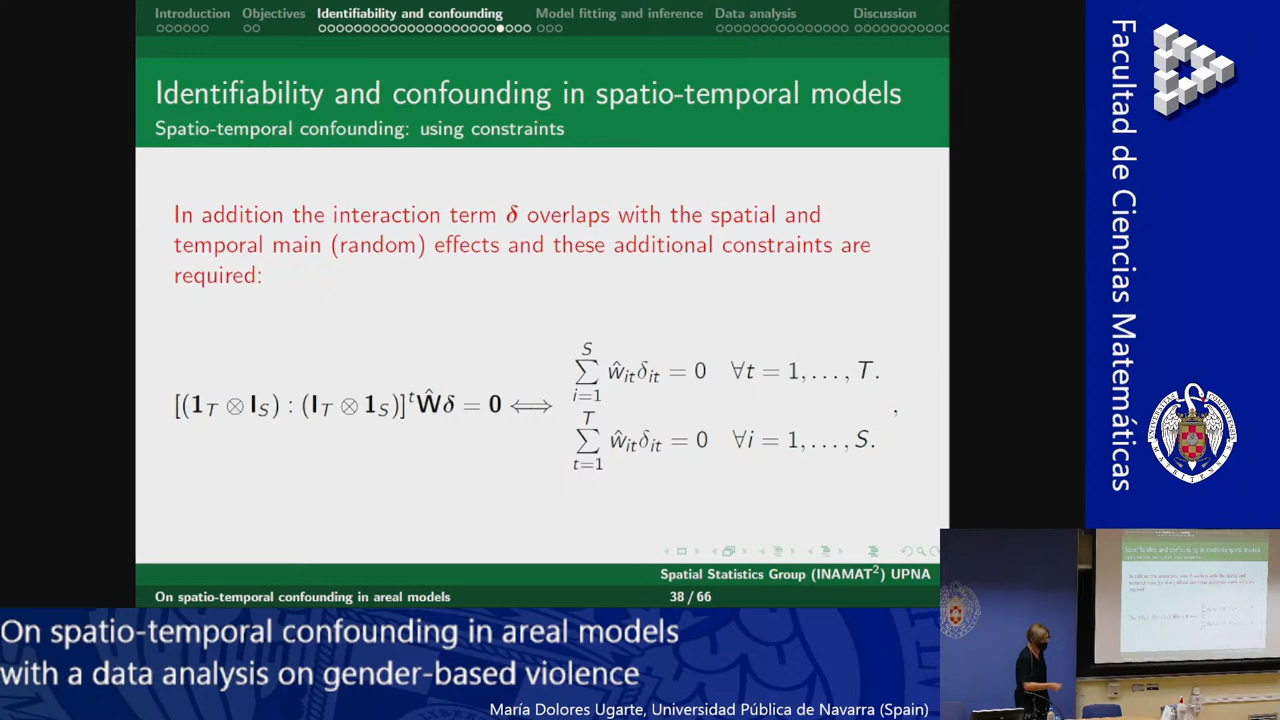 Introduction Objectives Identifiability and confounding Model fitting and inference Data analysis Discussion
Identifiability and confounding in spatio-temporal models
Spatio-temporal confounding: using constraints
In addition the interaction term δ overlaps with the spatial and
temporal main (random) effects and these additional constraints are
required:
[(1_T ⊗ I_S) : (I_T ⊗ 1_S)]^t Ŵδ = 0 ⟺
∑_{i=1}^{S} ŵ_{it}δ_{it} = 0 ∀t = 1, . . . , T.
∑_{t=1}^{T} ŵ_{it}δ_{it} = 0 ∀i = 1, . . . , S.
,
Spatial Statistics Group (INAMAT²) UPNA
On spatio-temporal confounding in areal models 38 / 66
On spatio-temporal confounding in areal models
with a data analysis on gender-based violence
María Dolores Ugarte, Universidad Pública de Navarra (Spain)
Facultad de Ciencias Matemáticas